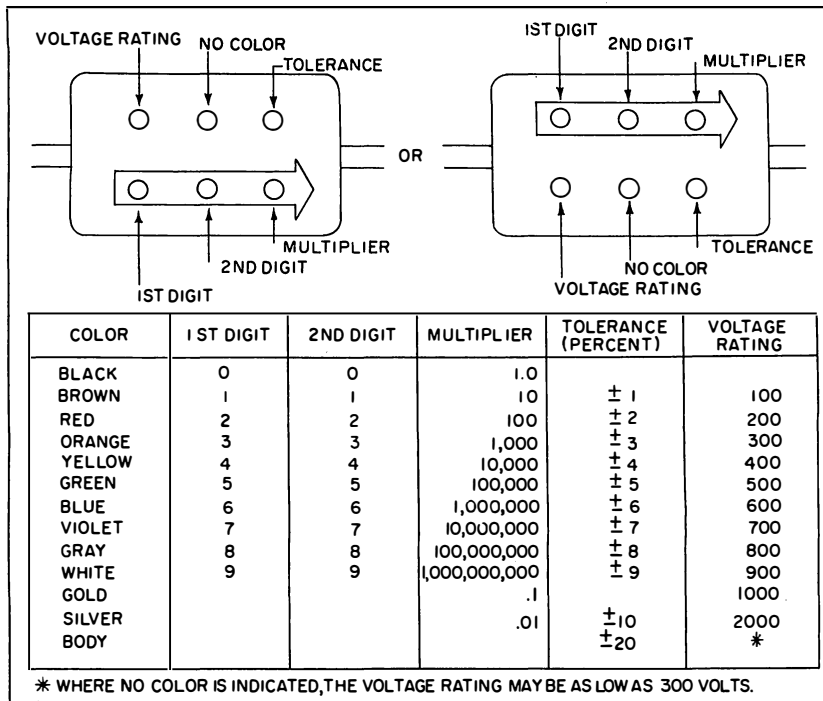 VOLTAGE RATING NO COLOR
TOLERANCE
OR
1ST DIGIT
2ND DIGIT
MULTIPLIER
1ST DIGIT
2ND DIGIT
MULTIPLIER
TOLERANCE
NO COLOR
VOLTAGE RATING
COLOR 1ST DIGIT 2ND DIGIT MULTIPLIER TOLERANCE (PERCENT) VOLTAGE RATING
BLACK 0 0 1.0
BROWN 1 1 10 ±1 100
RED 2 2 100 ±2 200
ORANGE 3 3 1,000 ±3 300
YELLOW 4 4 10,000 ±4 400
GREEN 5 5 100,000 ±5 500
BLUE 6 6 1,000,000 ±6 600
VIOLET 7 7 10,000,000 ±7 700
GRAY 8 8 100,000,000 ±8 800
WHITE 9 9 1,000,000,000 ±9 900
GOLD .1 1000
SILVER .01 ±10 2000
BODY ±20 *
* WHERE NO COLOR IS INDICATED, THE VOLTAGE RATING MAY BE AS LOW AS 300 VOLTS.